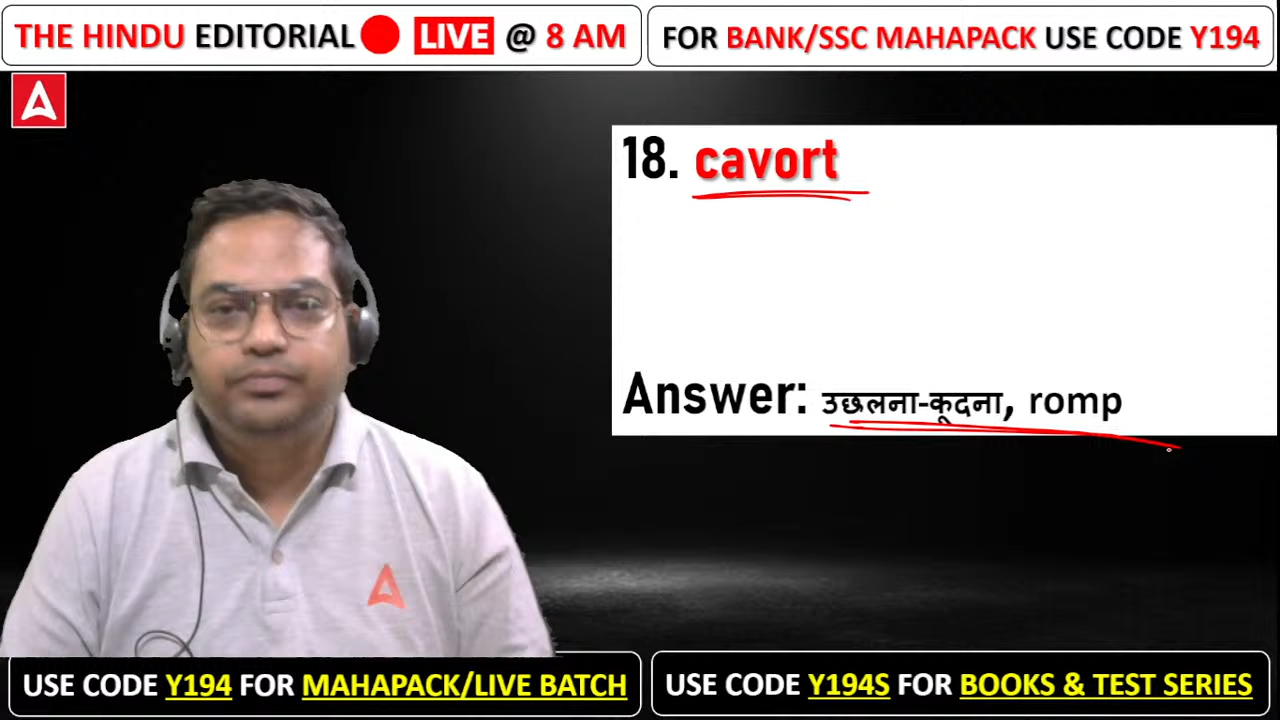 THE HINDU EDITORIAL LIVE @ 8 AM
FOR BANK/SSC MAHAPACK USE CODE Y194
18. cavort
Answer: उछलना-कूदना, romp
USE CODE Y194 FOR MAHAPACK/LIVE BATCH
USE CODE Y194S FOR BOOKS & TEST SERIES